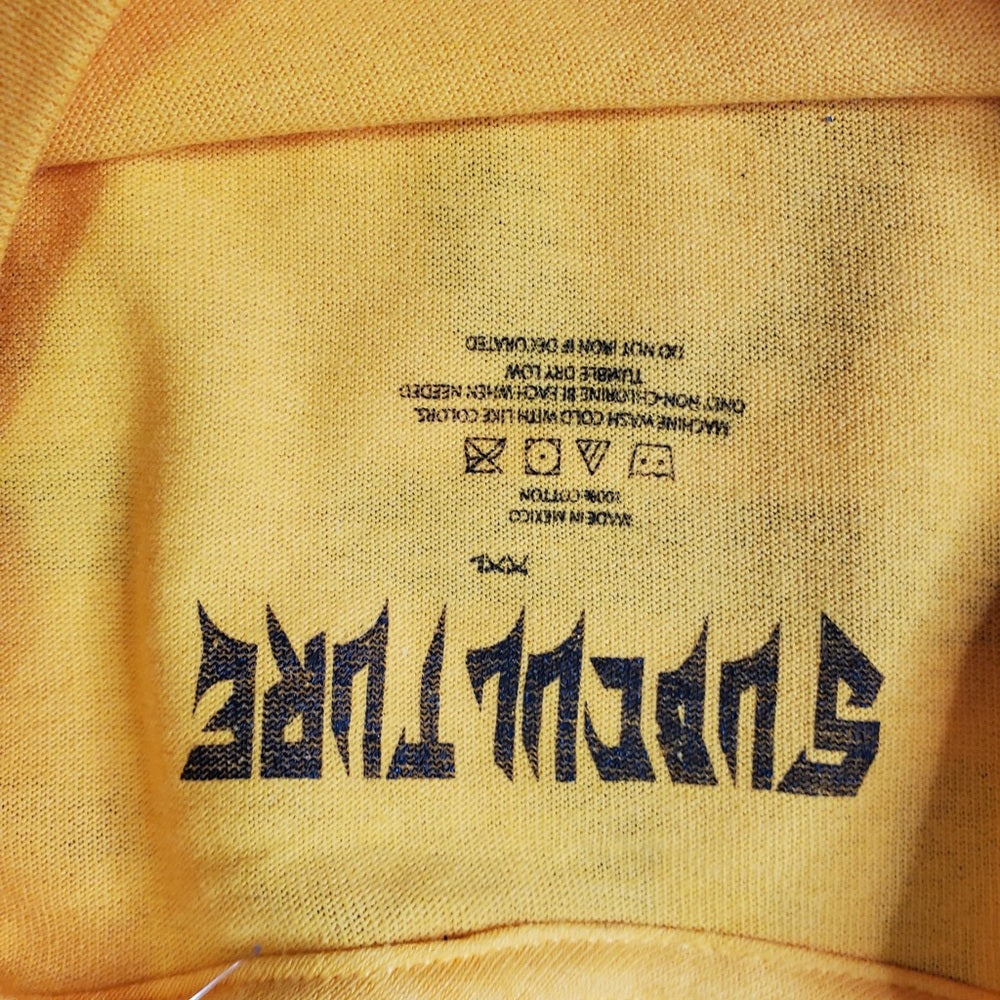 SUBCULTURE
XXL
MADE IN MEXICO
100% COTTON
MACHINE WASH COLD WITH LIKE COLORS.
ONLY NON-CHLORINE BLEACH WHEN NEEDED
TUMBLE DRY LOW
DO NOT IRON IF DECORATED